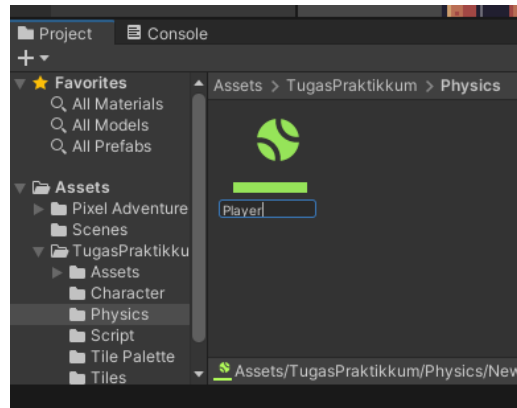 Project
Console
Favorites
All Materials
All Models
All Prefabs
Assets
Pixel Adventure
Scenes
TugasPraktikku
Assets
Character
Physics
Script
Tile Palette
Tiles
Assets > TugasPraktikkum > Physics
Player
Assets/TugasPraktikkum/Physics/New